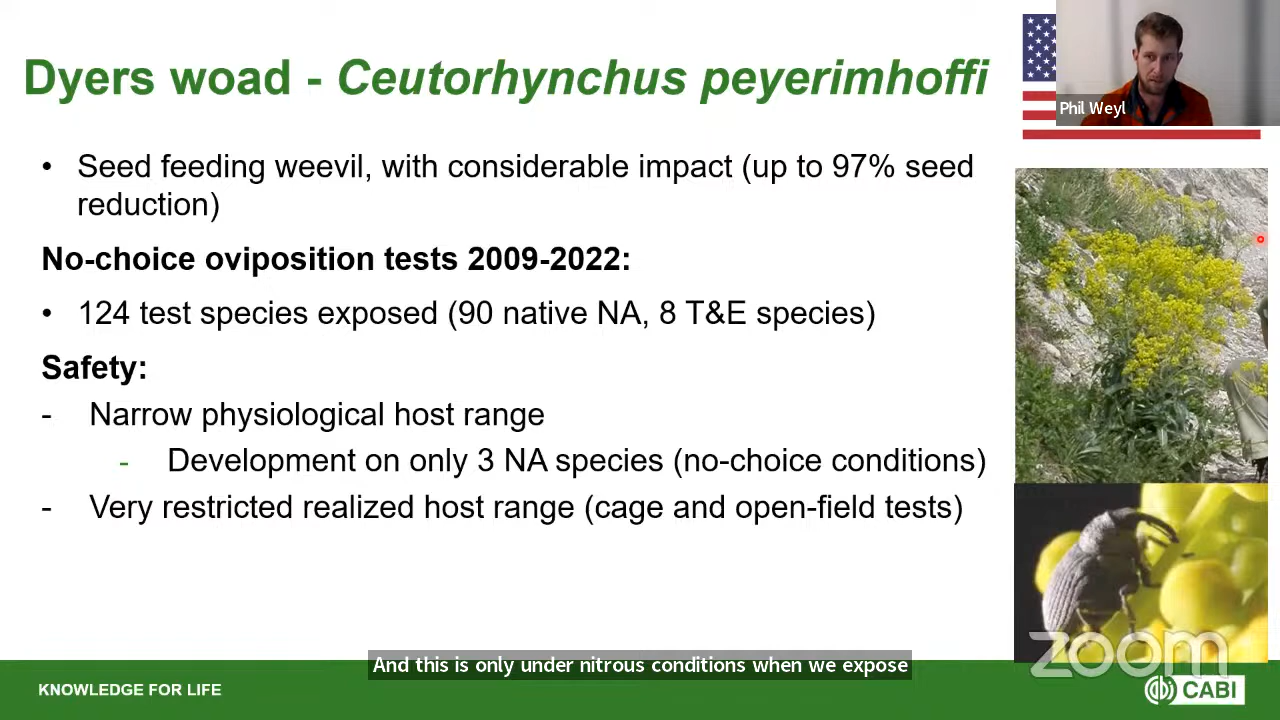 Dyers woad - Ceutorhynchus peyerimhoffi
Phil Weyl
• Seed feeding weevil, with considerable impact (up to 97% seed
reduction)
No-choice oviposition tests 2009-2022:
• 124 test species exposed (90 native NA, 8 T&E species)
Safety:
- Narrow physiological host range
- Development on only 3 NA species (no-choice conditions)
- Very restricted realized host range (cage and open-field tests)
zoom
And this is only under nitrous conditions when we expose
KNOWLEDGE FOR LIFE
CABI